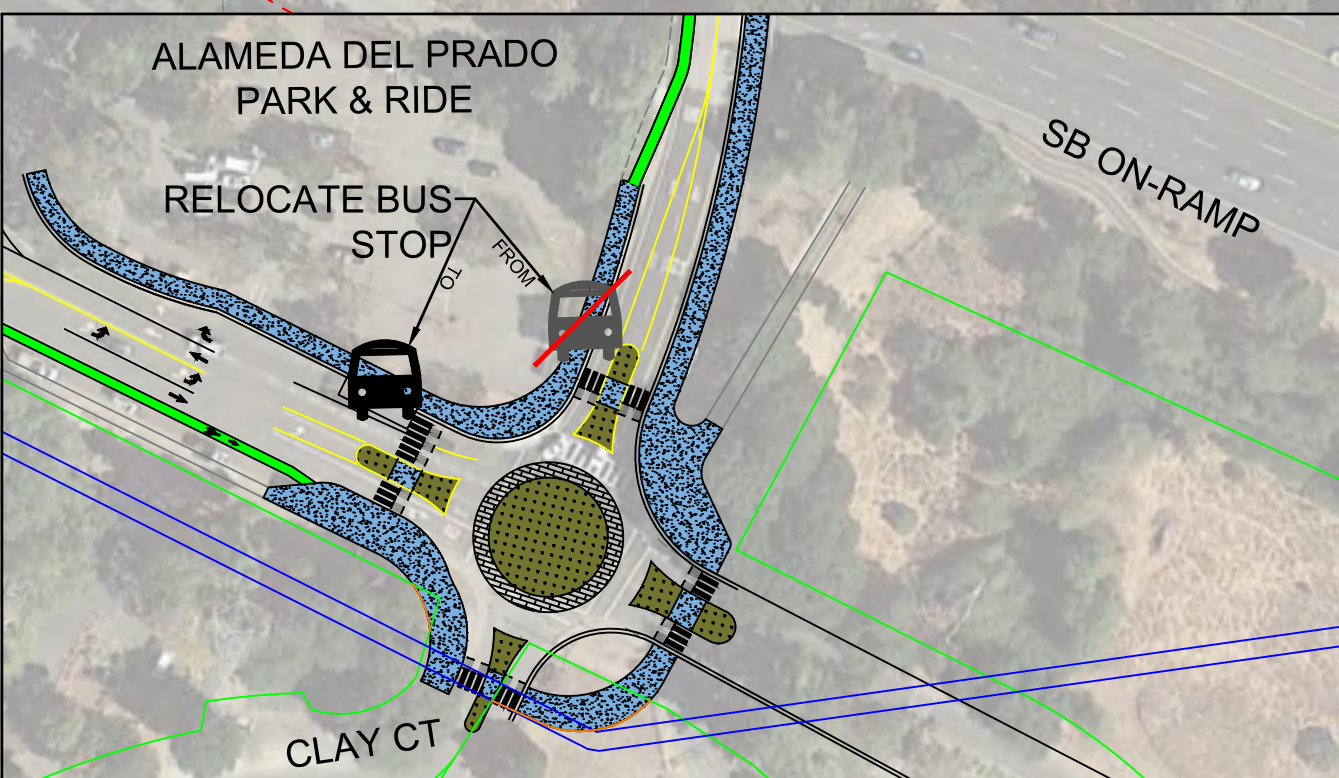 ALAMEDA DEL PRADO
PARK & RIDE
SB ON-RAMP
RELOCATE BUS
STOP
FROM
TO
CLAY CT